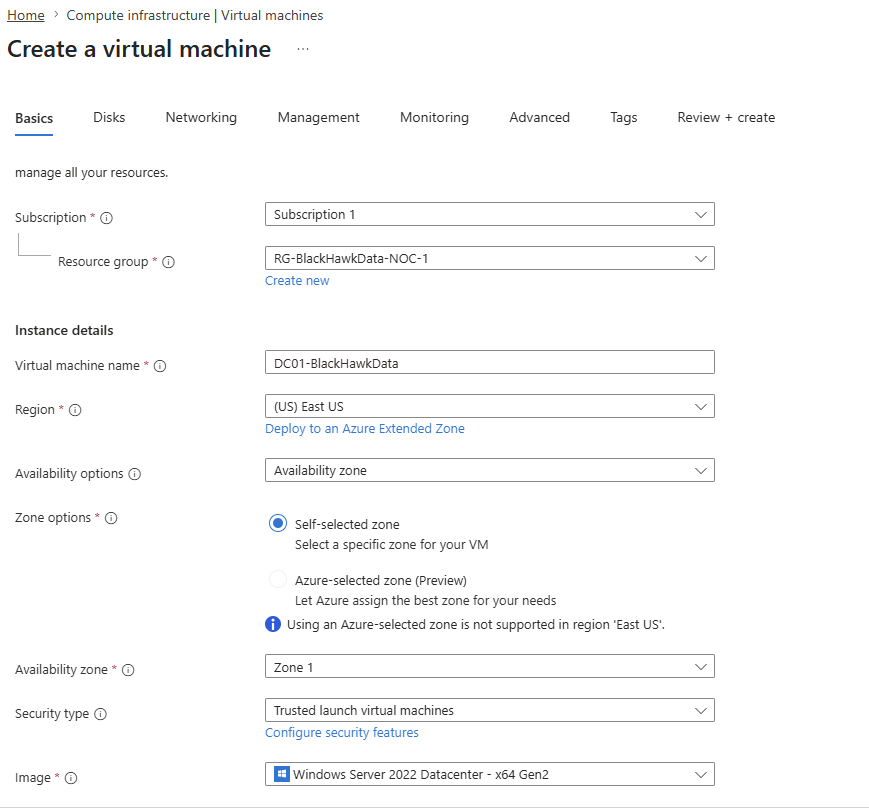 Home > Compute infrastructure | Virtual machines
Create a virtual machine ...
Basics Disks Networking Management Monitoring Advanced Tags Review + create
manage all your resources.
Subscription * Subscription 1
Resource group * RG-BlackHawkData-NOC-1
Create new
Instance details
Virtual machine name * DC01-BlackHawkData
Region * (US) East US
Deploy to an Azure Extended Zone
Availability options Availability zone
Zone options * Self-selected zone
Select a specific zone for your VM
Azure-selected zone (Preview)
Let Azure assign the best zone for your needs
Using an Azure-selected zone is not supported in region 'East US'.
Availability zone * Zone 1
Security type Trusted launch virtual machines
Configure security features
Image * Windows Server 2022 Datacenter - x64 Gen2